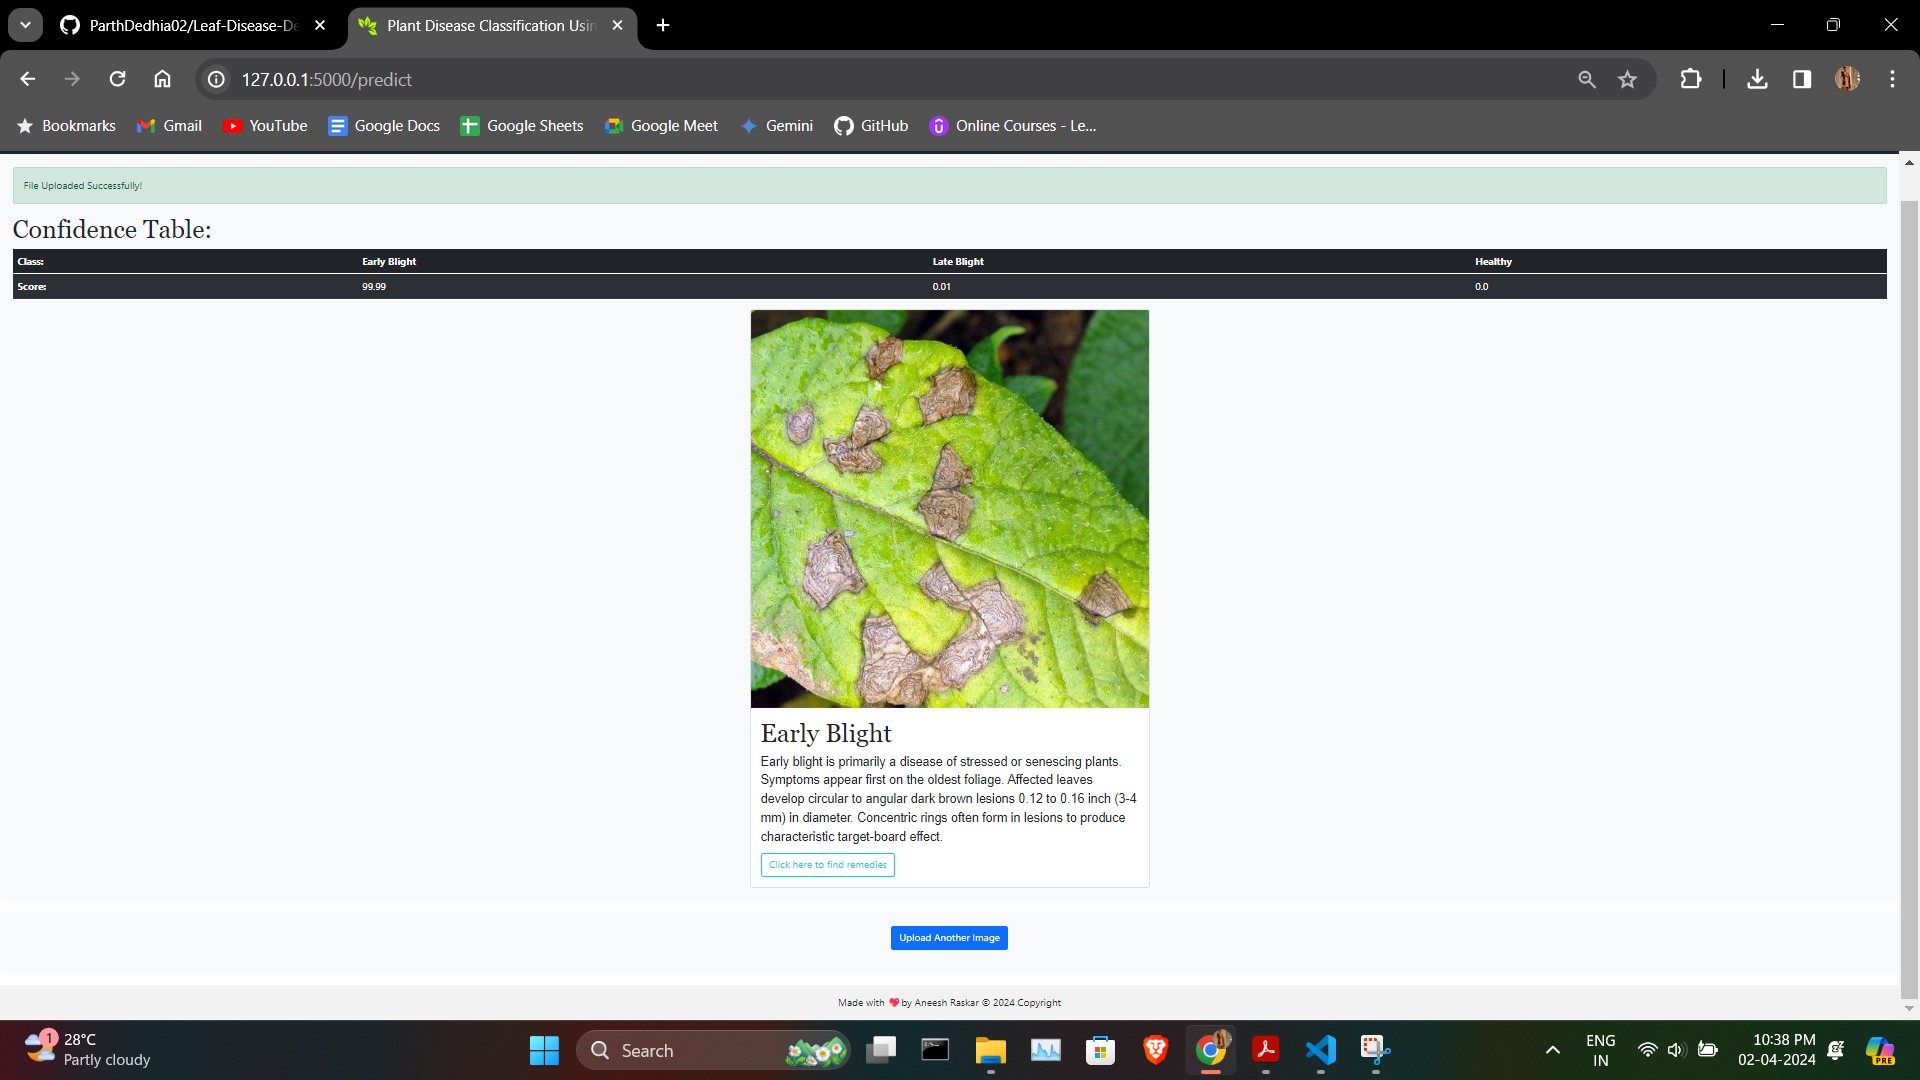 ParthDedhia02/Leaf-Disease-De
Plant Disease Classification Usin
127.0.0.1:5000/predict
Bookmarks
Gmail
YouTube
Google Docs
Google Sheets
Google Meet
Gemini
GitHub
Online Courses - Le...
File Uploaded Successfully!
Confidence Table:
Class: Early Blight Late Blight Healthy
Score: 99.99 0.01 0.0
Early Blight
Early blight is primarily a disease of stressed or senescing plants.
Symptoms appear first on the oldest foliage. Affected leaves
develop circular to angular dark brown lesions 0.12 to 0.16 inch (3-4
mm) in diameter. Concentric rings often form in lesions to produce
characteristic target-board effect.
Click here to find remedies
Upload Another Image
Made with ❤ by Aneesh Raskar © 2024 Copyright
1
28°C
Partly cloudy
Search
ENG
IN
10:38 PM
02-04-2024
PRE